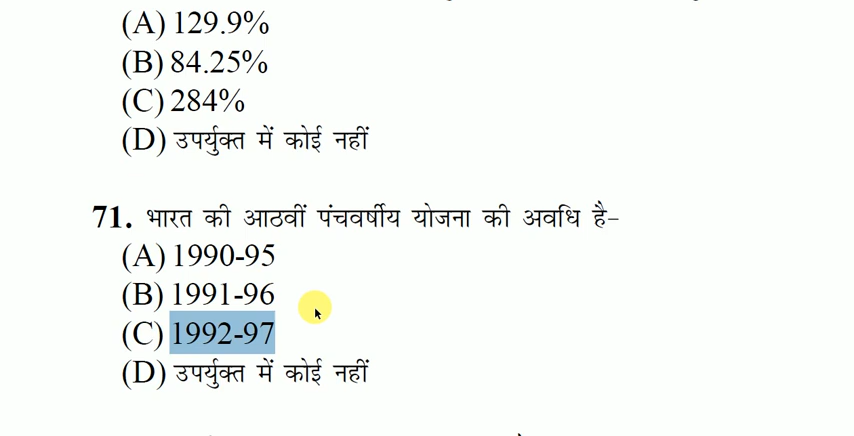 (A) 129.9%
(B) 84.25%
(C) 284%
(D) उपर्युक्त में कोई नहीं
71. भारत की आठवीं पंचवर्षीय योजना की अवधि है-
(A) 1990-95
(B) 1991-96
(C) 1992-97
(D) उपर्युक्त में कोई नहीं